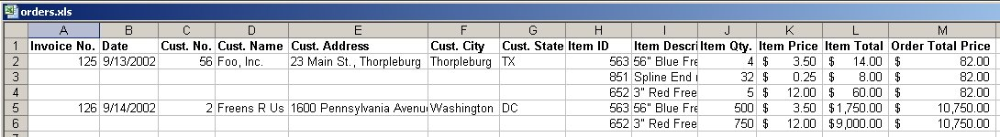 orders.xls
A B C D E F G H I J K L M
1 Invoice No. Date Cust. No. Cust. Name Cust. Address Cust. City Cust. State Item ID Item Descri Item Qty. Item Price Item Total Order Total Price
2 125 9/13/2002 56 Foo, Inc. 23 Main St., Thorpleburg Thorpleburg TX 563 56" Blue Fre 4 $ 3.50 $ 14.00 $ 82.00
3 851 Spline End 32 $ 0.25 $ 8.00 $ 82.00
4 652 3" Red Free 5 $ 12.00 $ 60.00 $ 82.00
5 126 9/14/2002 2 Freens R Us 1600 Pennsylvania Avenu Washington DC 563 56" Blue Fre 500 $ 3.50 $1,750.00 $ 10,750.00
6 652 3" Red Free 750 $ 12.00 $9,000.00 $ 10,750.00